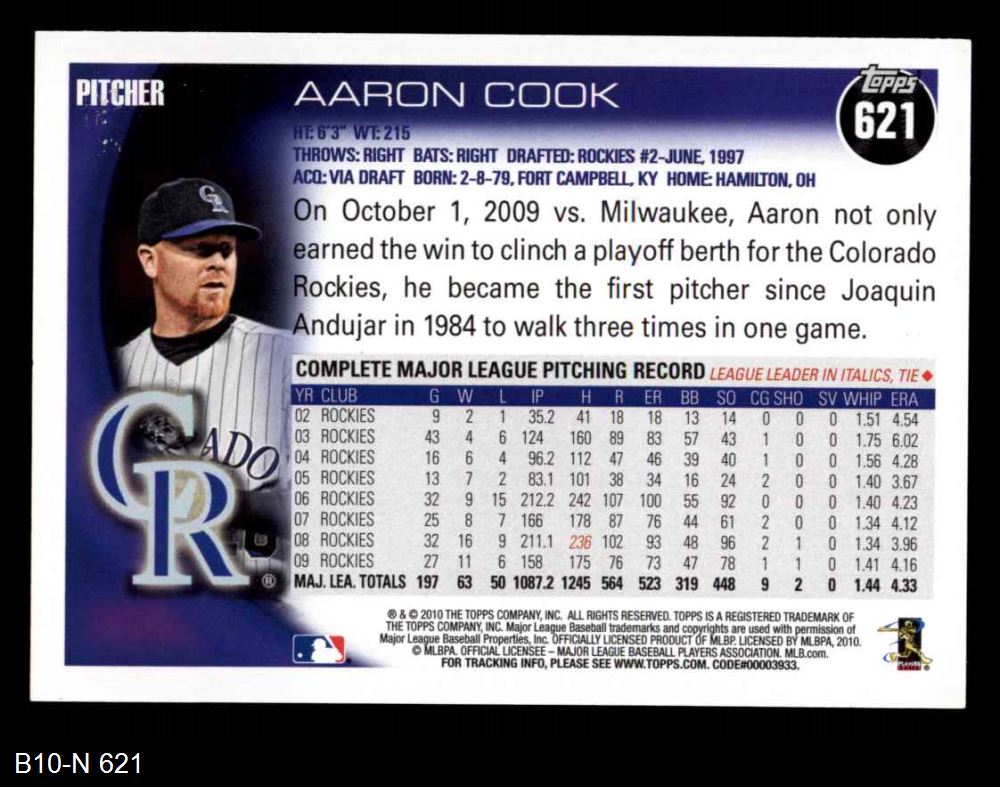 PITCHER
AARON COOK
Topps
621
HT: 6'3" WT: 215
THROWS: RIGHT BATS: RIGHT DRAFTED: ROCKIES #2-JUNE, 1997
ACQ: VIA DRAFT BORN: 2-8-79, FORT CAMPBELL, KY HOME: HAMILTON, OH
On October 1, 2009 vs. Milwaukee, Aaron not only
earned the win to clinch a playoff berth for the Colorado
Rockies, he became the first pitcher since Joaquin
Andujar in 1984 to walk three times in one game.
COMPLETE MAJOR LEAGUE PITCHING RECORD LEAGUE LEADER IN ITALICS, TIE ◆
YR CLUB G W L IP H R ER BB SO CG SHO SV WHIP ERA
02 ROCKIES 9 2 1 35.2 41 18 18 13 14 0 0 0 1.51 4.54
03 ROCKIES 43 4 6 124 160 89 83 57 43 1 0 0 1.75 6.02
04 ROCKIES 16 6 4 96.2 112 47 46 39 40 1 0 0 1.56 4.28
05 ROCKIES 13 7 2 83.1 101 38 34 16 24 2 0 0 1.40 3.67
06 ROCKIES 32 9 15 212.2 242 107 100 55 92 0 0 0 1.40 4.23
07 ROCKIES 25 8 7 166 178 87 76 44 61 2 0 0 1.34 4.12
08 ROCKIES 32 16 9 211.1 236 102 93 48 96 2 1 0 1.34 3.96
09 ROCKIES 27 11 6 158 175 76 73 47 78 1 1 0 1.41 4.16
MAJ. LEA. TOTALS 197 63 50 1087.2 1245 564 523 319 448 9 2 0 1.44 4.33
CR
ADO
®
® & © 2010 THE TOPPS COMPANY, INC. ALL RIGHTS RESERVED. TOPPS IS A REGISTERED TRADEMARK OF
THE TOPPS COMPANY, INC. Major League Baseball trademarks and copyrights are used with permission of
Major League Baseball Properties, Inc. OFFICIALLY LICENSED PRODUCT OF MLBP. LICENSED BY MLBPA, 2010.
© MLBPA. OFFICIAL LICENSEE – MAJOR LEAGUE BASEBALL PLAYERS ASSOCIATION. MLB.com.
FOR TRACKING INFO, PLEASE SEE WWW.TOPPS.COM. CODE#00003933.
B10-N 621